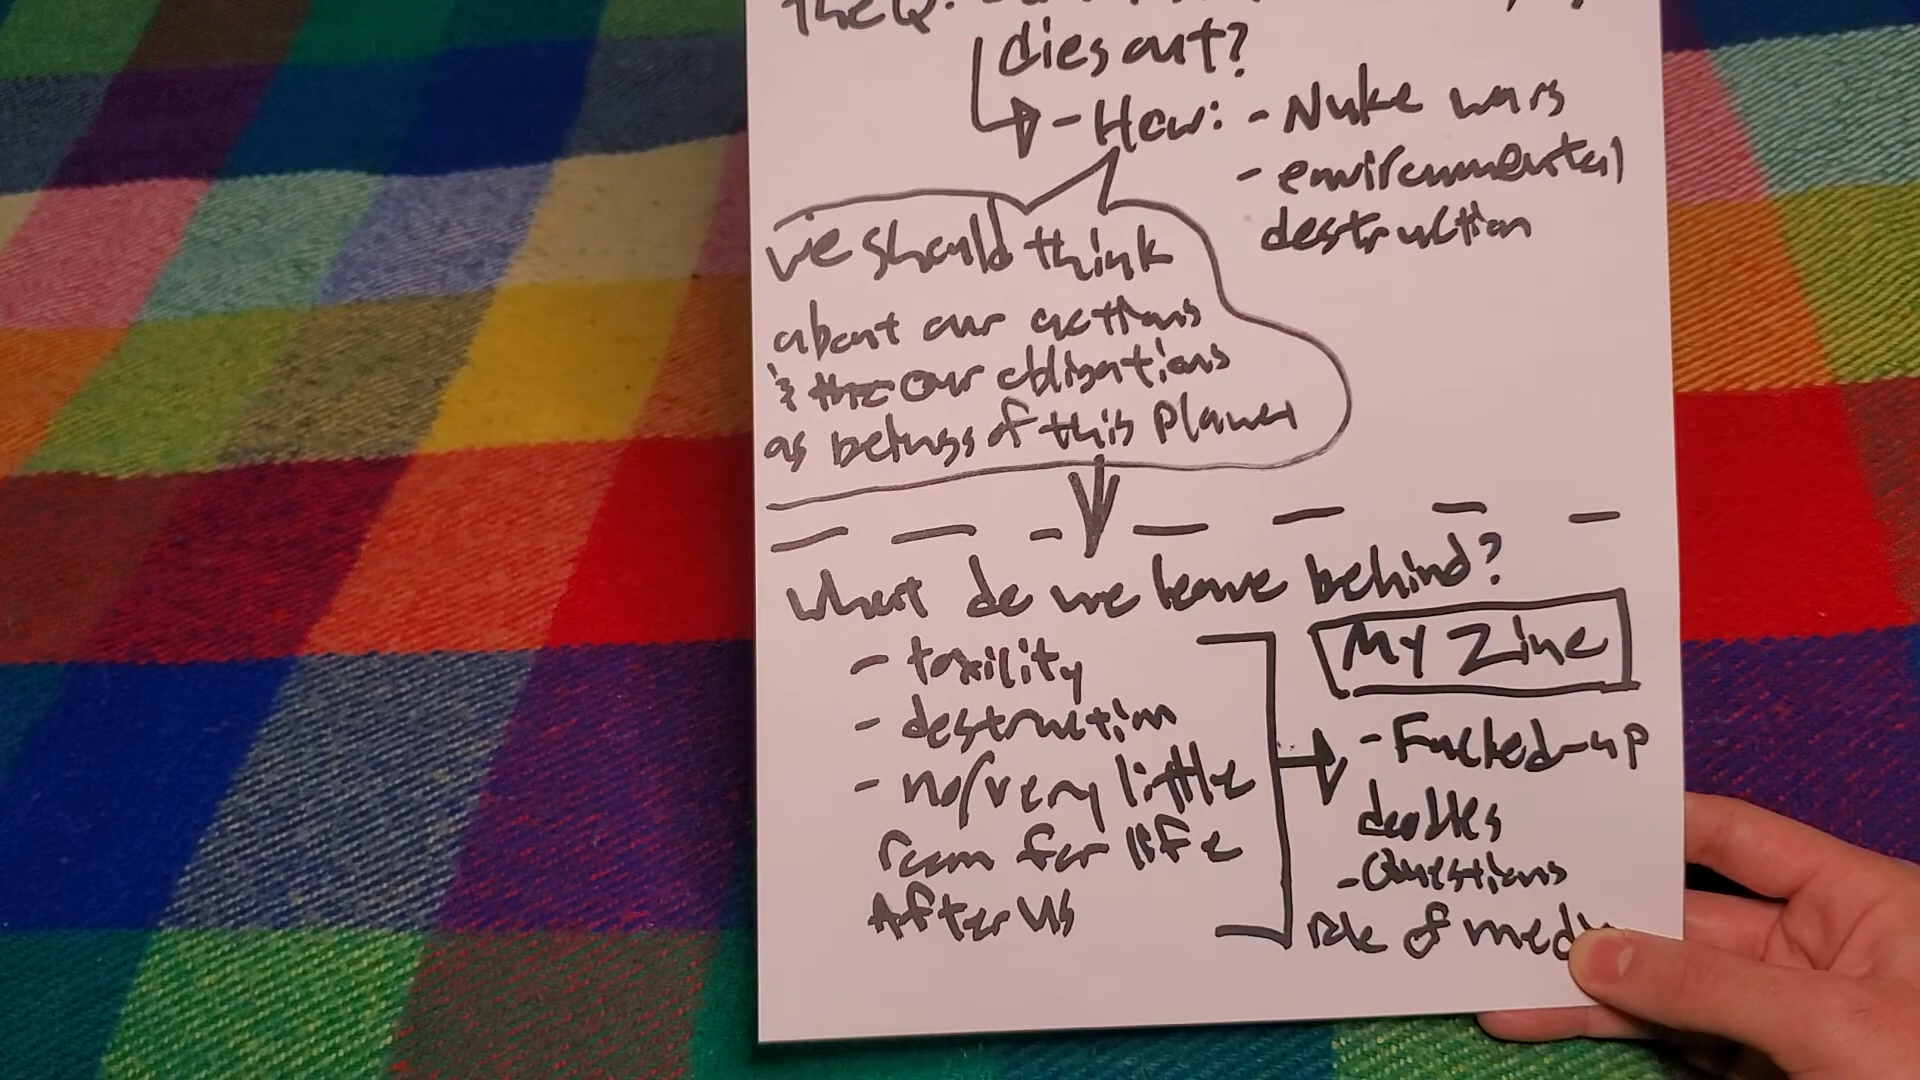 The Q:
dies out?
- How: - Nuke wars
- environmental
destruction
we should think
about our actions
& the our obligations
as beings of this planet
What do we leave behind?
- toxicity
- destruction
- no/very little
room for life
After us
My Zine
- Fucked-up
doodles
- Questions
role of media